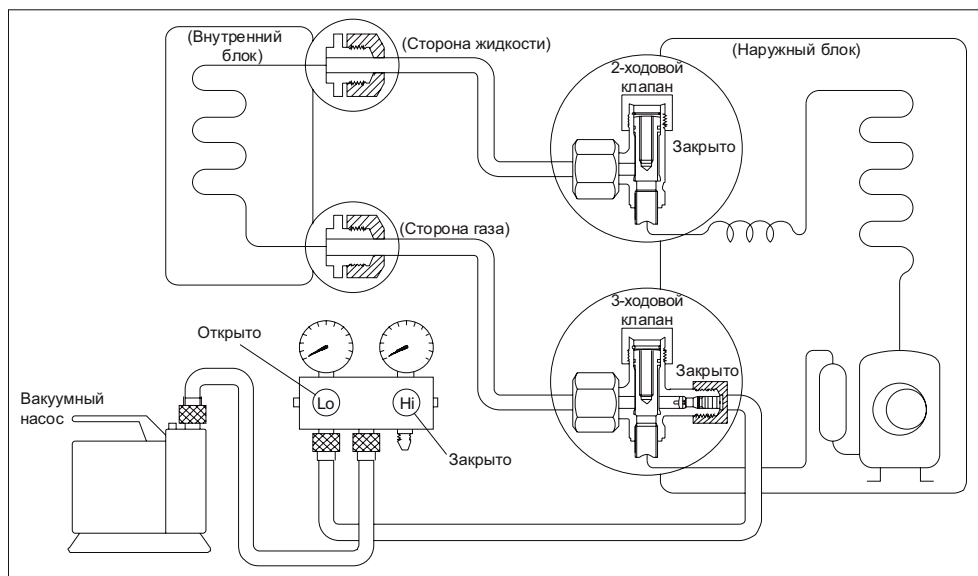 (Внутренний
блок)
(Сторона жидкости)
2-ходовой
клапан
Закрыто
(Наружный блок)
(Сторона газа)
3-ходовой
клапан
Закрыто
Открыто
Lo
Hi
Закрыто
Вакуумный
насос